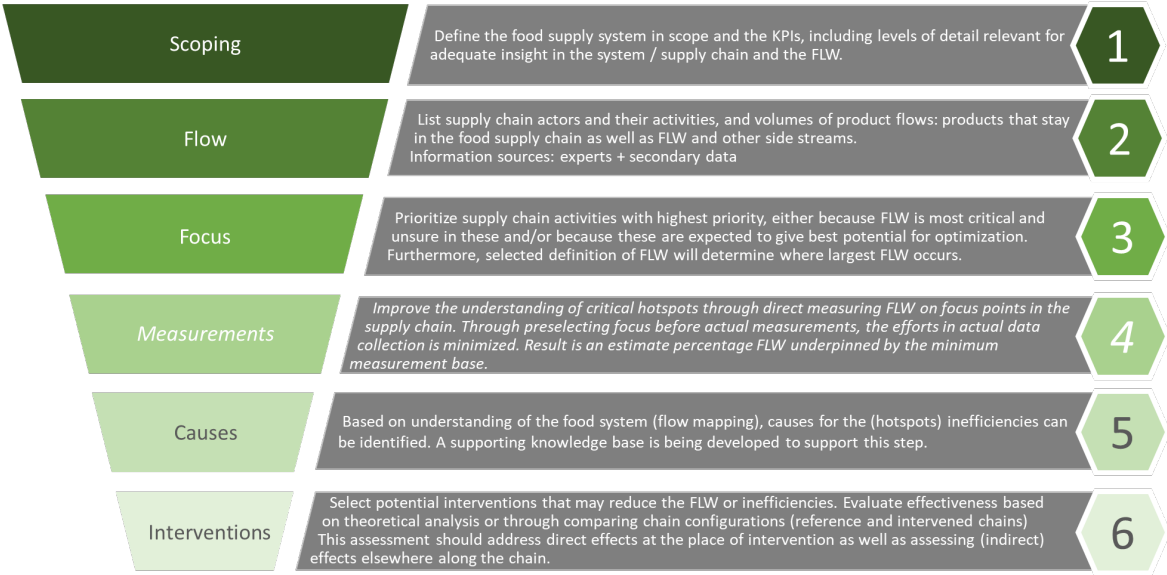 Scoping
Define the food supply system in scope and the KPIs, including levels of detail relevant for
adequate insight in the system / supply chain and the FLW.
1
Flow
List supply chain actors and their activities, and volumes of product flows: products that stay
in the food supply chain as well as FLW and other side streams.
Information sources: experts + secondary data
2
Focus
Prioritize supply chain activities with highest priority, either because FLW is most critical and
unsure in these and/or because these are expected to give best potential for optimization.
Furthermore, selected definition of FLW will determine where largest FLW occurs.
3
Measurements
Improve the understanding of critical hotspots through direct measuring FLW on focus points in the
supply chain. Through preselecting focus before actual measurements, the efforts in actual data
collection is minimized. Result is an estimate percentage FLW underpinned by the minimum
measurement base.
4
Causes
Based on understanding of the food system (flow mapping), causes for the (hotspots) inefficiencies can
be identified. A supporting knowledge base is being developed to support this step.
5
Interventions
Select potential interventions that may reduce the FLW or inefficiencies. Evaluate effectiveness based
on theoretical analysis or through comparing chain configurations (reference and intervened chains)
This assessment should address direct effects at the place of intervention as well as assessing (indirect)
effects elsewhere along the chain.
6